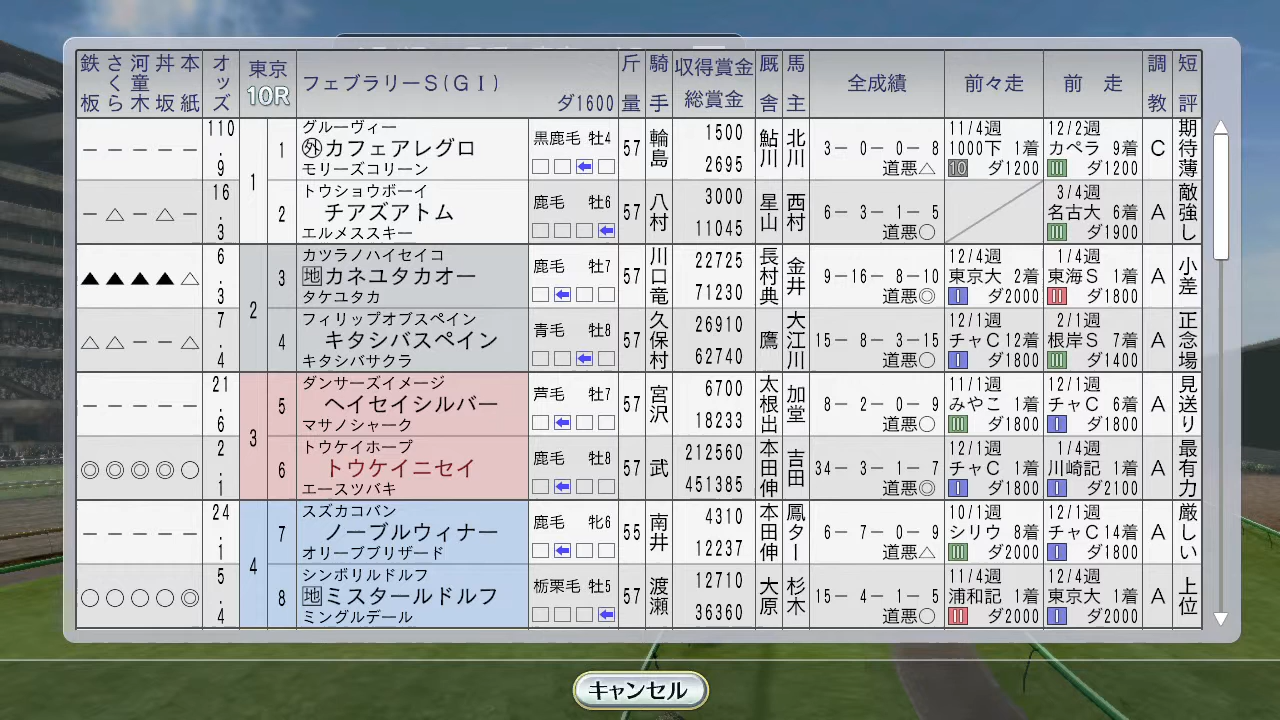 鉄板 さくら 河童木 丼坂 本紙 オッズ 東京10R フェブラリーS(GⅠ) ダ1600 斤量 騎手 収得賞金 総賞金 厩舎 馬主 全成績 前々走 前走 調教 短評
－－－－－ 110.9 1 1 グルーヴィー 黒鹿毛 牡4 57 輪島 1500 鮎川 北川 3－0－0－8 11/4週 12/2週 C 期待薄
外カフェアレグロ 1000下 1着 カペラ 9着
モリーズコリーン 2695 道悪△ 10 ダ1200 Ⅲ ダ1200
－△－△－ 16.3 2 トウショウボーイ 鹿毛 牡6 57 八村 3000 星山 西村 6－3－1－5 3/4週 A 敵強し
チアズアトム 名古大 6着
エルメススキー 11045 道悪○ Ⅲ ダ1900
▲▲▲▲△ 6.3 2 3 カツラノハイセイコ 鹿毛 牡7 57 川口竜 22725 長村典 金井 9－16－8－10 12/4週 1/4週 A 小差
地カネユタカオー 東京大 2着 東海S 1着
タケユタカ 71230 道悪◎ Ⅰ ダ2000 Ⅱ ダ1800
△△－－△ 7.4 4 フィリップオブスペイン 青毛 牡8 57 久保村 26910 鷹 大江川 15－8－3－15 12/1週 2/1週 A 正念場
キタシバスペイン チャC 12着 根岸S 7着
キタシバサクラ 62740 道悪○ Ⅰ ダ1800 Ⅲ ダ1400
－－－－－ 21.6 3 5 ダンサーズイメージ 芦毛 牡7 57 宮沢 6700 太根出 加堂 8－2－0－9 11/1週 12/1週 A 見送り
ヘイセイシルバー みやこ 1着 チャC 6着
マサノシャーク 18233 道悪○ Ⅲ ダ1800 Ⅰ ダ1800
◎◎◎◎○ 2.1 6 トウケイホープ 鹿毛 牡8 57 武 212560 本田伸 吉田 34－3－1－7 12/1週 1/4週 A 最有力
トウケイニセイ チャC 1着 川崎記 1着
エースツバキ 451385 道悪◎ Ⅰ ダ1800 Ⅰ ダ2100
－－－－－ 24.1 4 7 スズカコバン 鹿毛 牝6 55 南井 4310 本田伸 鳳ター 6－7－0－9 10/1週 12/1週 A 厳しい
ノーブルウィナー シリウ 8着 チャC 14着
オリーブブリザード 12237 道悪△ Ⅲ ダ2000 Ⅰ ダ1800
○○○○◎ 5.4 8 シンボリルドルフ 栃栗毛 牡5 57 渡瀬 12710 大原 杉木 15－4－1－5 11/4週 12/4週 A 上位
地ミスタールドルフ 浦和記 1着 東京大 1着
ミングルデール 36360 道悪○ Ⅱ ダ2000 Ⅰ ダ2000
キャンセル